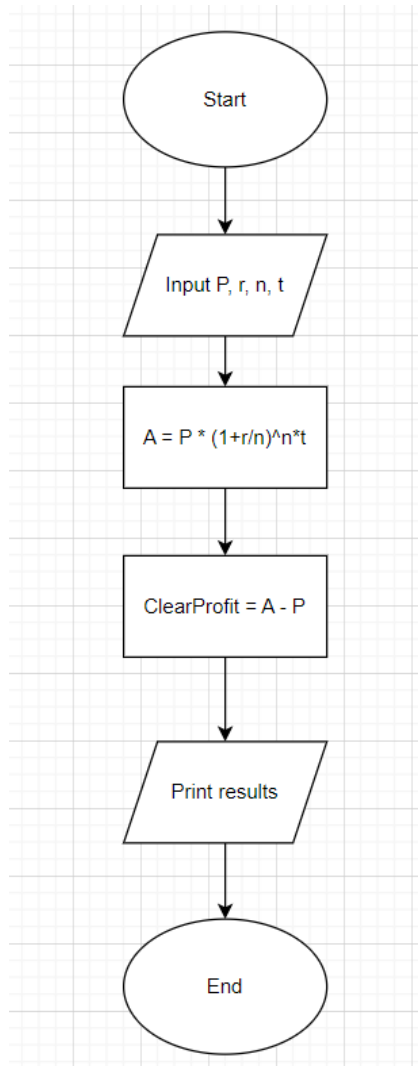 Start
Input P, r, n, t
A = P * (1+r/n)^n*t
ClearProfit = A - P
Print results
End